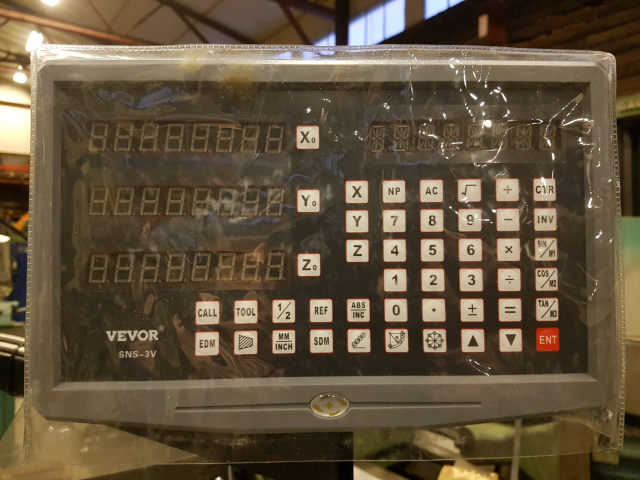 X₀
Y₀
Z₀
X NP AC √ + CYR
Y 7 8 9 − INV
Z 4 5 6 × SIN/M1
1 2 3 ÷ COS/M2
CALL TOOL 1/2 REF ABS/INC 0 · ± = TAN/M3
EDM MM/INCH SDM ▲ ▼ ENT
VEVOR®
SNS-3V